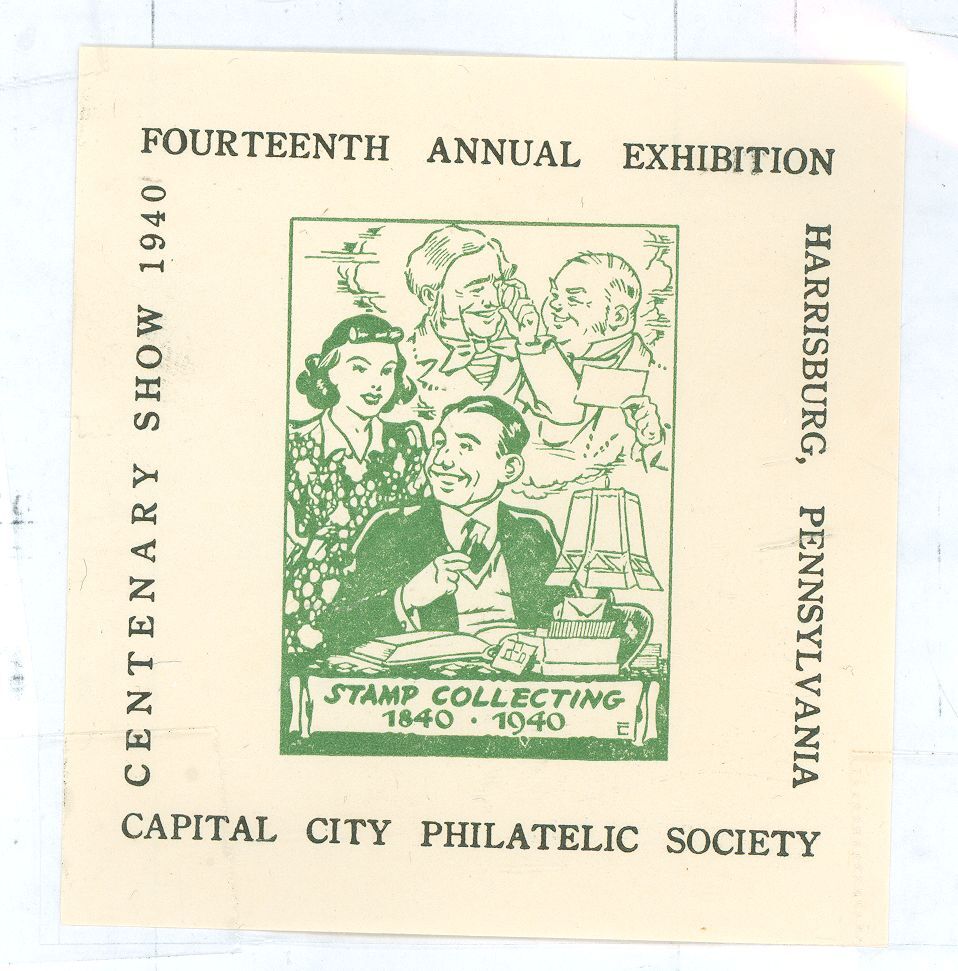 FOURTEENTH ANNUAL EXHIBITION
CENTENARY SHOW 1940
HARRISBURG, PENNSYLVANIA
STAMP COLLECTING
1840 · 1940
E
CAPITAL CITY PHILATELIC SOCIETY